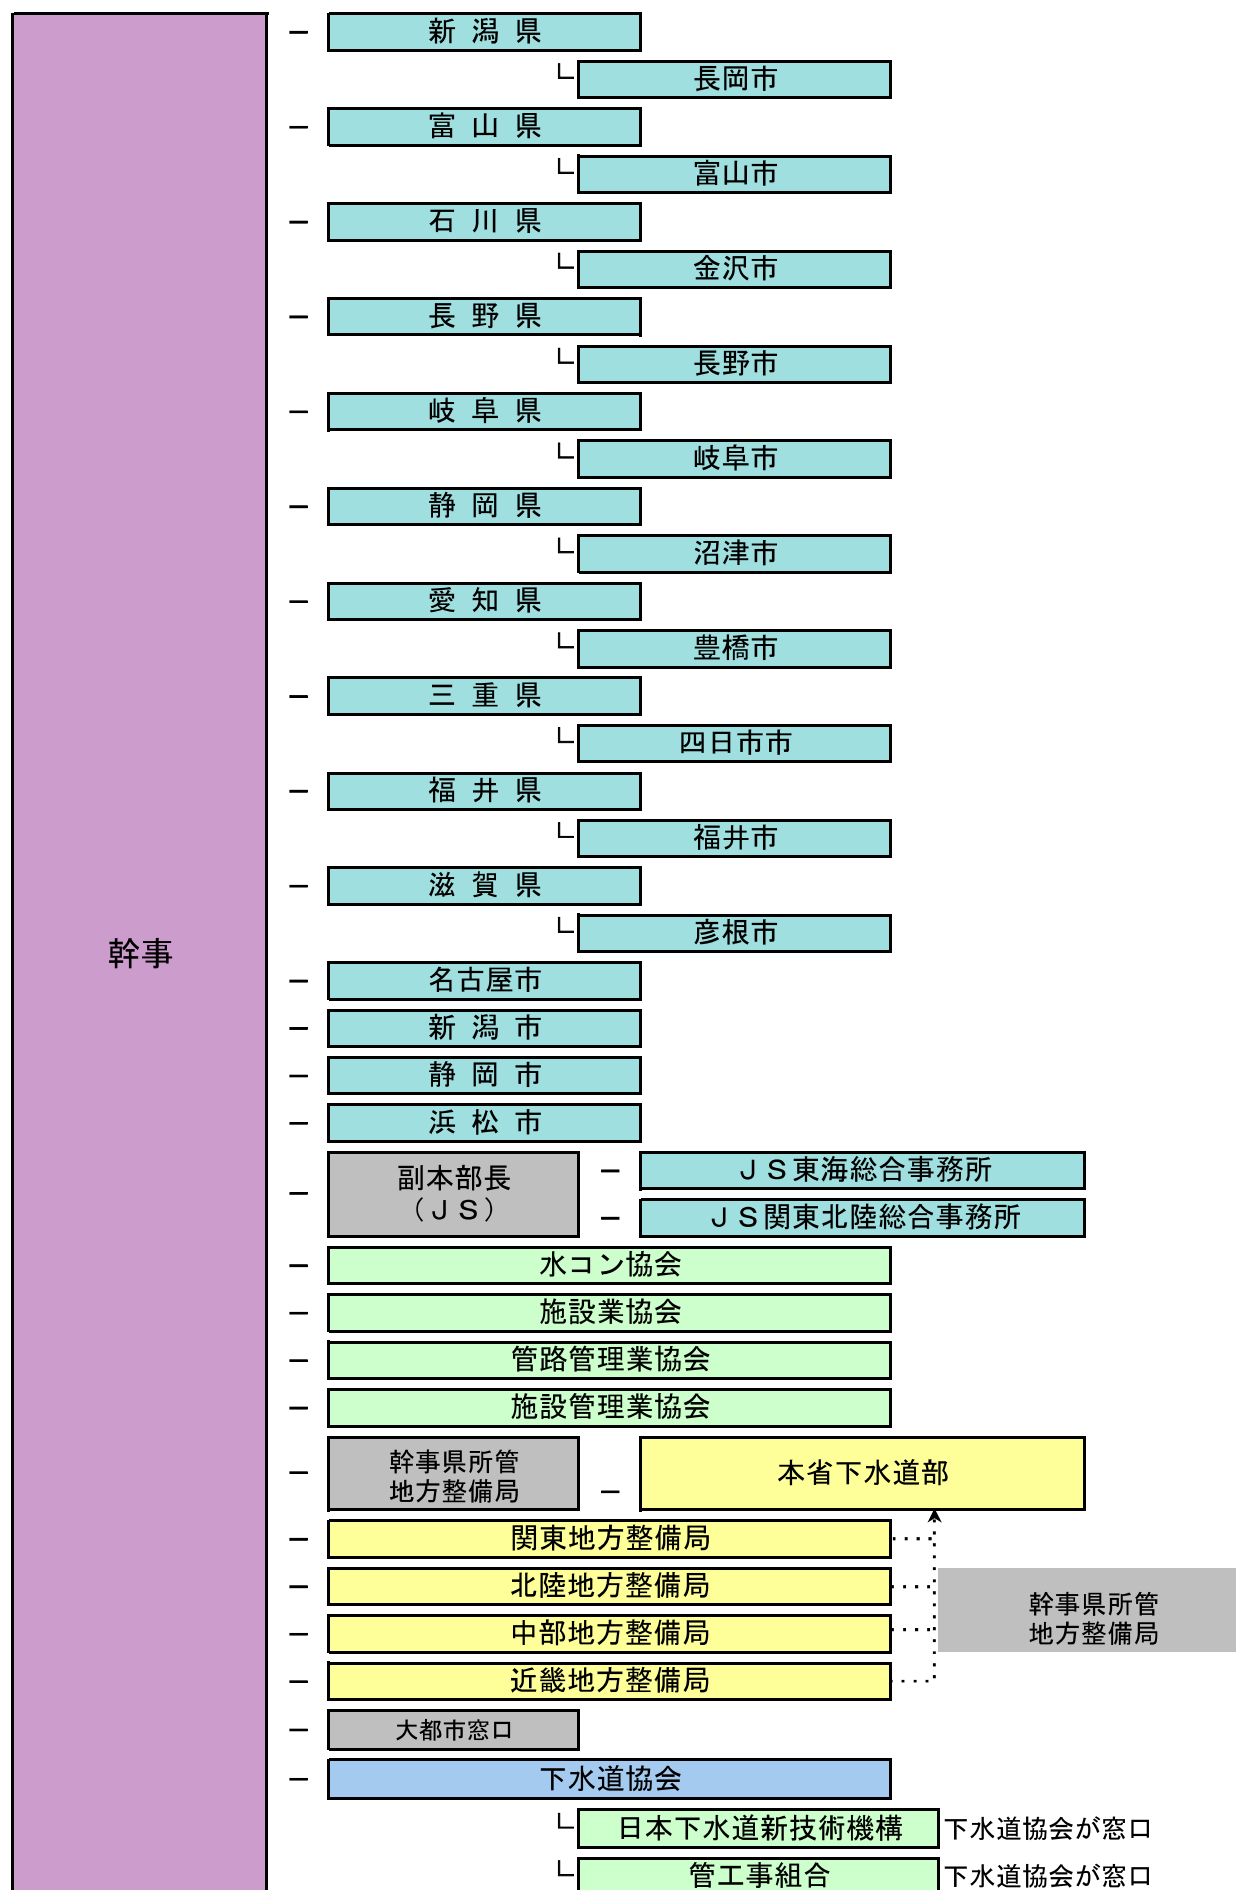 幹事
新 潟 県
長岡市
富 山 県
富山市
石 川 県
金沢市
長 野 県
長野市
岐 阜 県
岐阜市
静 岡 県
沼津市
愛 知 県
豊橋市
三 重 県
四日市市
福 井 県
福井市
滋 賀 県
彦根市
名古屋市
新 潟 市
静 岡 市
浜 松 市
副本部長
（ＪＳ）
ＪＳ東海総合事務所
ＪＳ関東北陸総合事務所
水コン協会
施設業協会
管路管理業協会
施設管理業協会
幹事県所管
地方整備局
本省下水道部
関東地方整備局
北陸地方整備局
中部地方整備局
近畿地方整備局
幹事県所管
地方整備局
大都市窓口
下水道協会
日本下水道新技術機構 下水道協会が窓口
管工事組合 下水道協会が窓口